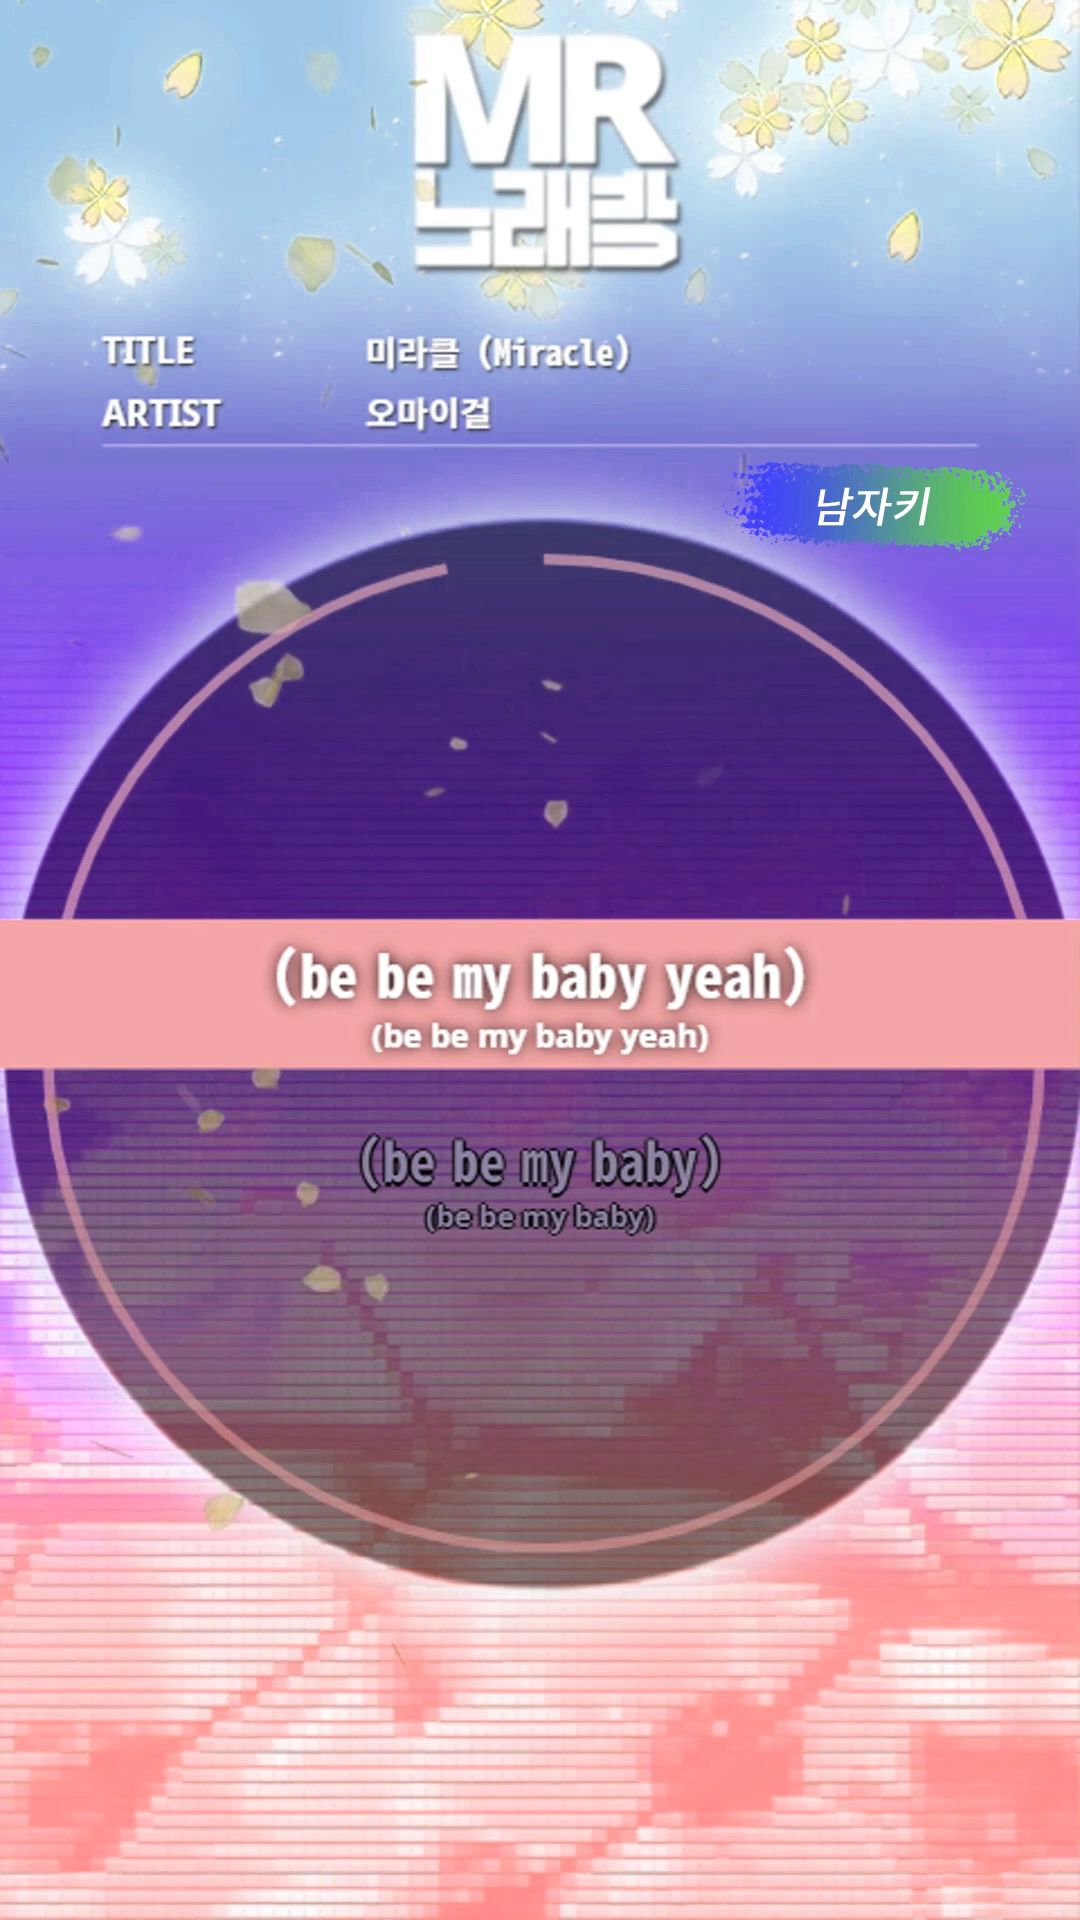 MR
노래방
TITLE 미라클 (Miracle)
ARTIST 오마이걸
남자키
(be be my baby yeah)
(be be my baby yeah)
(be be my baby)
(be be my baby)